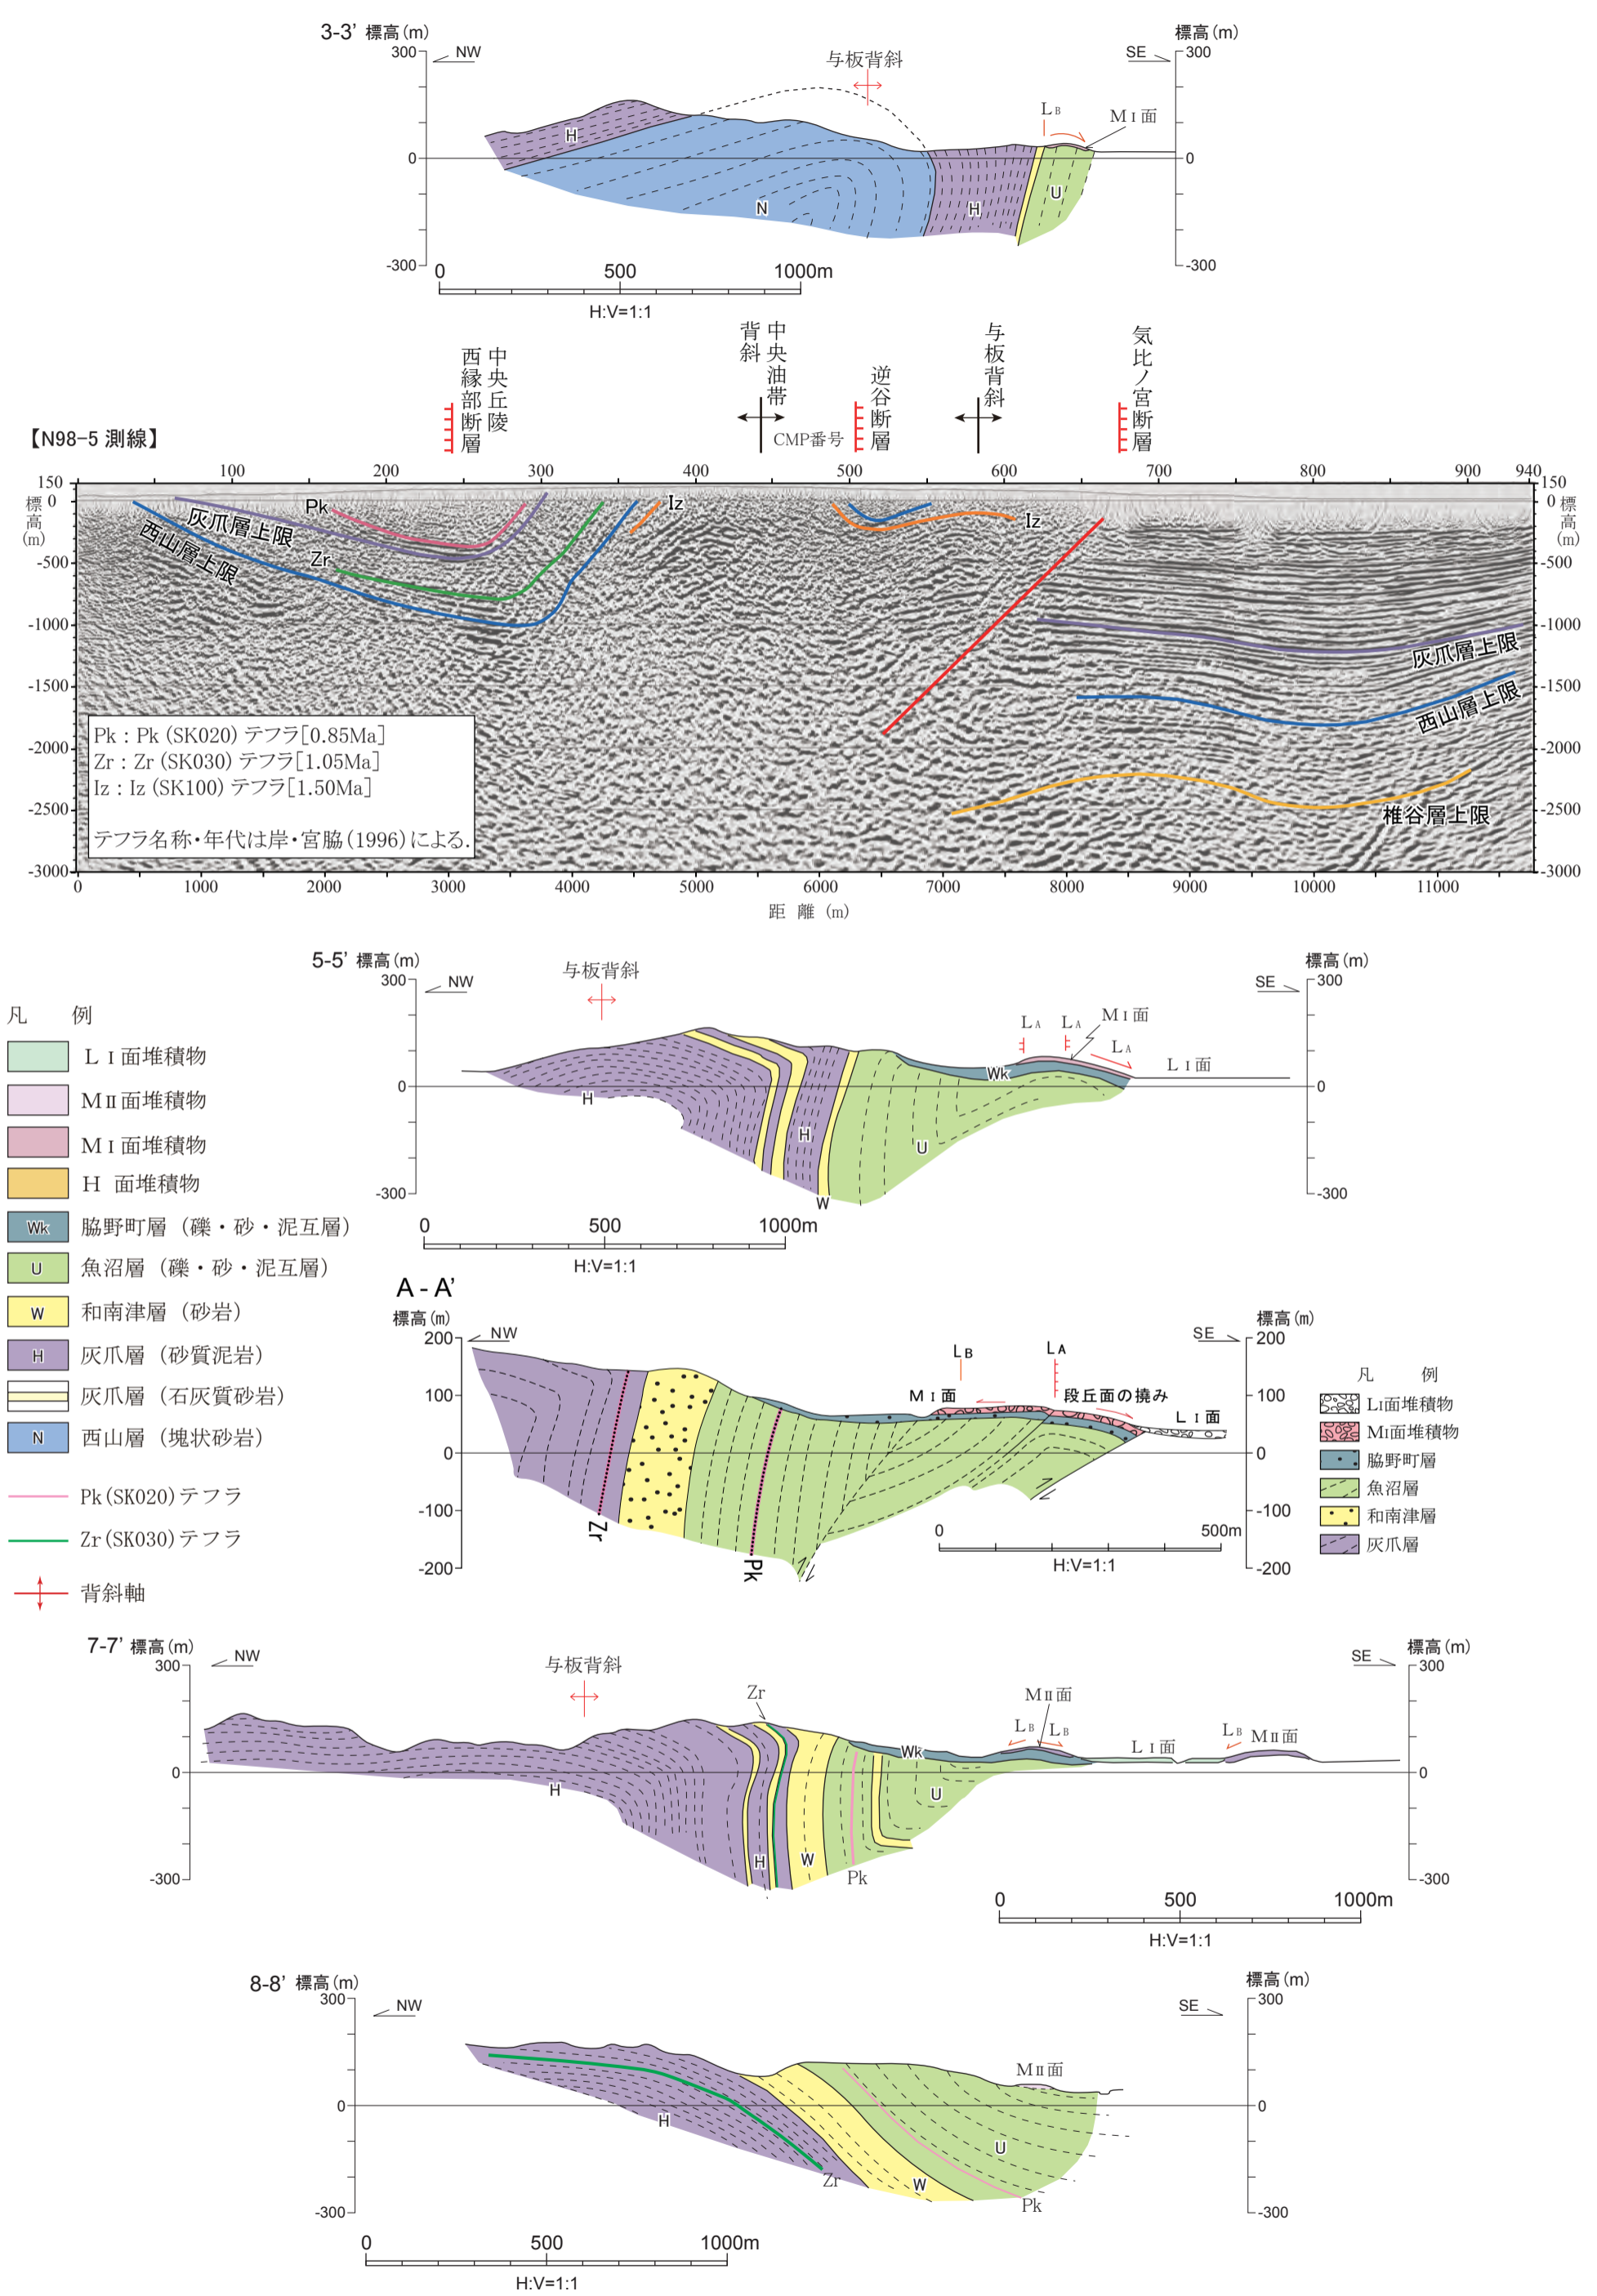 3-3’ 標高(m)
標高(m)
300
NW
与板背斜
SE
300
LB
MⅠ面
H
0
0
U
N
H
-300
-300
0 500 1000m
H:V=1:1
中央丘陵西縁部断層
中央油帯背斜
逆谷断層
与板背斜
気比ノ宮断層
【N98-5 測線】
CMP番号
100 200 300 400 500 600 700 800 900 940
150
150
0
0
標高(m)
標高(m)
Pk
Iz
Iz
灰爪層上限
西山層上限
Zr
-500
-500
-1000
-1000
灰爪層上限
-1500
-1500
西山層上限
-2000
-2000
-2500
-2500
椎谷層上限
-3000
-3000
Pk : Pk (SK020) テフラ[0.85Ma]
Zr : Zr (SK030) テフラ[1.05Ma]
Iz : Iz (SK100) テフラ[1.50Ma]
テフラ名称・年代は岸・宮脇(1996)による.
0 1000 2000 3000 4000 5000 6000 7000 8000 9000 10000 11000
距 離 (m)
5-5’ 標高(m)
標高(m)
300
NW
与板背斜
SE
300
LA LA
MⅠ面
LA
LⅠ面
Wk
0
0
H
H
U
W
-300
-300
0 500 1000m
H:V=1:1
凡 例
LⅠ面堆積物
MⅡ面堆積物
MⅠ面堆積物
H 面堆積物
Wk 脇野町層(礫・砂・泥互層)
U 魚沼層(礫・砂・泥互層)
W 和南津層(砂岩)
H 灰爪層(砂質泥岩)
灰爪層(石灰質砂岩)
N 西山層(塊状砂岩)
Pk(SK020)テフラ
Zr(SK030)テフラ
背斜軸
A - A’
標高(m)
標高(m)
200
NW
SE
200
LB
LA
MⅠ面
段丘面の撓み
LⅠ面
100
100
0
0
-100
-100
Zr
Pk
-200
-200
0 500m
H:V=1:1
凡 例
LⅠ面堆積物
MⅠ面堆積物
脇野町層
魚沼層
和南津層
灰爪層
7-7’ 標高(m)
標高(m)
300
NW
与板背斜
SE
300
Zr
MⅡ面
LB LB
LⅠ面
LB MⅡ面
Wk
0
0
H
U
H
W
Pk
-300
-300
0 500 1000m
H:V=1:1
8-8’ 標高(m)
標高(m)
300
NW
SE
300
MⅡ面
0
0
H
U
Zr
W
Pk
-300
-300
0 500 1000m
H:V=1:1